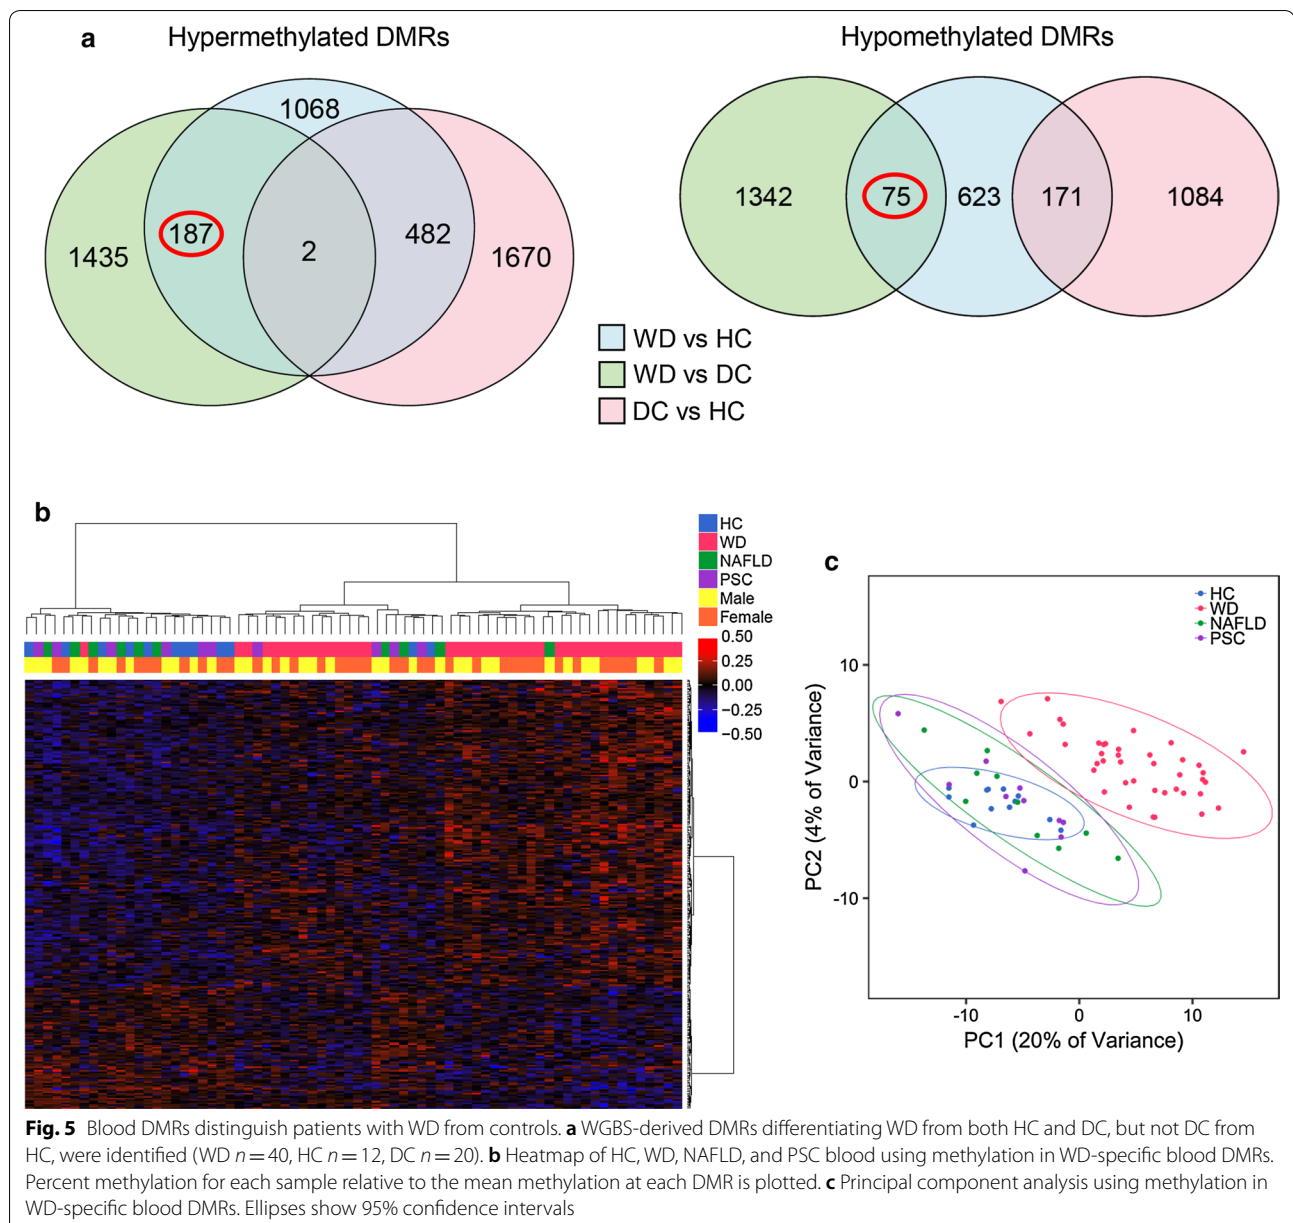 a
Hypermethylated DMRs
Hypomethylated DMRs
1068
187
2
482
1435
1670
1342
75
623
171
1084
WD vs HC
WD vs DC
DC vs HC
b
HC
WD
NAFLD
PSC
Male
Female
0.50
0.25
0.00
−0.25
−0.50
c
HC
WD
NAFLD
PSC
PC2 (4% of Variance)
10
0
-10
-10
0
10
PC1 (20% of Variance)
Fig. 5 Blood DMRs distinguish patients with WD from controls. a WGBS-derived DMRs differentiating WD from both HC and DC, but not DC from
HC, were identified (WD n = 40, HC n = 12, DC n = 20). b Heatmap of HC, WD, NAFLD, and PSC blood using methylation in WD-specific blood DMRs.
Percent methylation for each sample relative to the mean methylation at each DMR is plotted. c Principal component analysis using methylation in
WD-specific blood DMRs. Ellipses show 95% confidence intervals